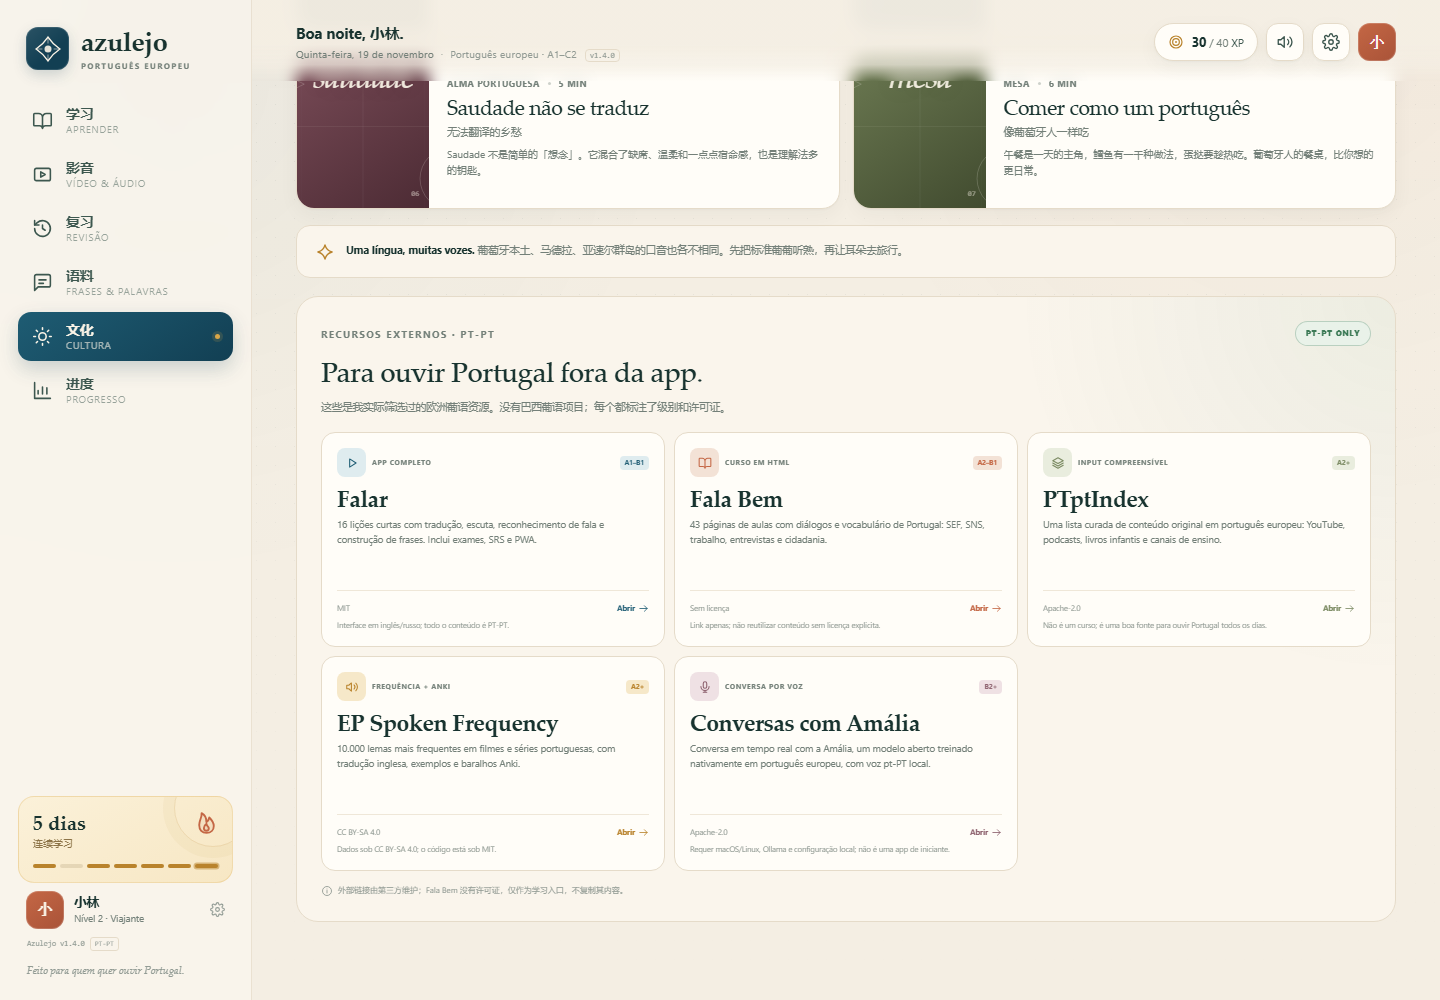 azulejo
PORTUGUÊS EUROPEU
学习
APRENDER
影音
VÍDEO & ÁUDIO
复习
REVISÃO
语料
FRASES & PALAVRAS
文化
CULTURA
进度
PROGRESSO
5 dias
连续学习
小
小林
Nível 2 · Viajante
Azulejo v1.4.0 PT-PT
Feito para quem quer ouvir Portugal.
Boa noite, 小林.
Quinta-feira, 19 de novembro · Português europeu · A1–C2 v1.4.0
30 / 40 XP
小
saudade
06
ALMA PORTUGUESA • 5 MIN
Saudade não se traduz
无法翻译的乡愁
Saudade 不是简单的「想念」。它混合了缺席、温柔和一点点宿命感，也是理解法多
的钥匙。
mesa
07
MESA • 6 MIN
Comer como um português
像葡萄牙人一样吃
午餐是一天的主角，鳕鱼有一千种做法，蛋挞要趁热吃。葡萄牙人的餐桌，比你想的
更日常。
Uma língua, muitas vozes. 葡萄牙本土、马德拉、亚速尔群岛的口音也各不相同。先把标准葡葡听熟，再让耳朵去旅行。
RECURSOS EXTERNOS · PT-PT
PT-PT ONLY
Para ouvir Portugal fora da app.
这些是我实际筛选过的欧洲葡语资源。没有巴西葡语项目；每个都标注了级别和许可证。
APP COMPLETO
A1–B1
Falar
16 lições curtas com tradução, escuta, reconhecimento de fala e
construção de frases. Inclui exames, SRS e PWA.
MIT
Abrir →
Interface em inglês/russo; todo o conteúdo é PT-PT.
CURSO EM HTML
A2–B1
Fala Bem
43 páginas de aulas com diálogos e vocabulário de Portugal: SEF, SNS,
trabalho, entrevistas e cidadania.
Sem licença
Abrir →
Link apenas; não reutilizar conteúdo sem licença explícita.
INPUT COMPREENSÍVEL
A2+
PTptIndex
Uma lista curada de conteúdo original em português europeu: YouTube,
podcasts, livros infantis e canais de ensino.
Apache-2.0
Abrir →
Não é um curso; é uma boa fonte para ouvir Portugal todos os dias.
FREQUÊNCIA + ANKI
A2+
EP Spoken Frequency
10.000 lemas mais frequentes em filmes e séries portuguesas, com
tradução inglesa, exemplos e baralhos Anki.
CC BY-SA 4.0
Abrir →
Dados sob CC BY-SA 4.0; o código está sob MIT.
CONVERSA POR VOZ
B2+
Conversas com Amália
Conversa em tempo real com a Amália, um modelo aberto treinado
nativamente em português europeu, com voz pt-PT local.
Apache-2.0
Abrir →
Requer macOS/Linux, Ollama e configuração local; não é uma app de iniciante.
外部链接由第三方维护；Fala Bem 没有许可证，仅作为学习入口，不复制其内容。